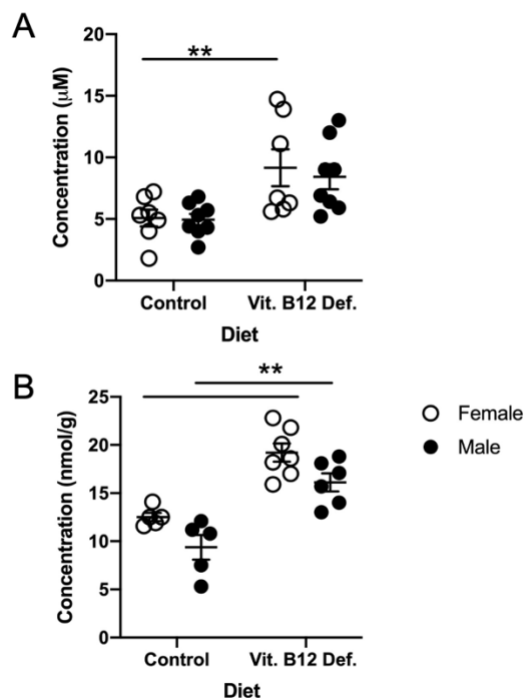 A
**
20
15
10
5
0
Concentration (μM)
Control Vit. B12 Def.
Diet
B
**
25
20
15
10
5
0
Concentration (nmol/g)
Control Vit. B12 Def.
Diet
Female
Male